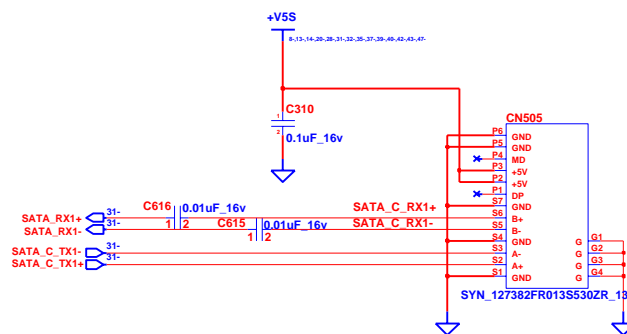 +V5S
8-,13-,14-,20-,28-,31-,32-,35-,37-,39-,40-,42-,43-,47-
C310
1
2
0.1uF_16v
CN505
P6 GND
P5 GND
P4 MD
P3 +5V
P2 +5V
P1 DP
S7 GND
S6 B+
S5 B-
S4 GND
S3 A-
S2 A+
S1 GND
G G1
G G2
G G3
G G4
SYN_127382FR013S530ZR_13
C616 0.01uF_16v SATA_C_RX1+
SATA_RX1+ 31-
1 2 C615 0.01uF_16v SATA_C_RX1-
SATA_RX1- 31-
1 2
SATA_C_TX1- 31-
SATA_C_TX1+ 31-